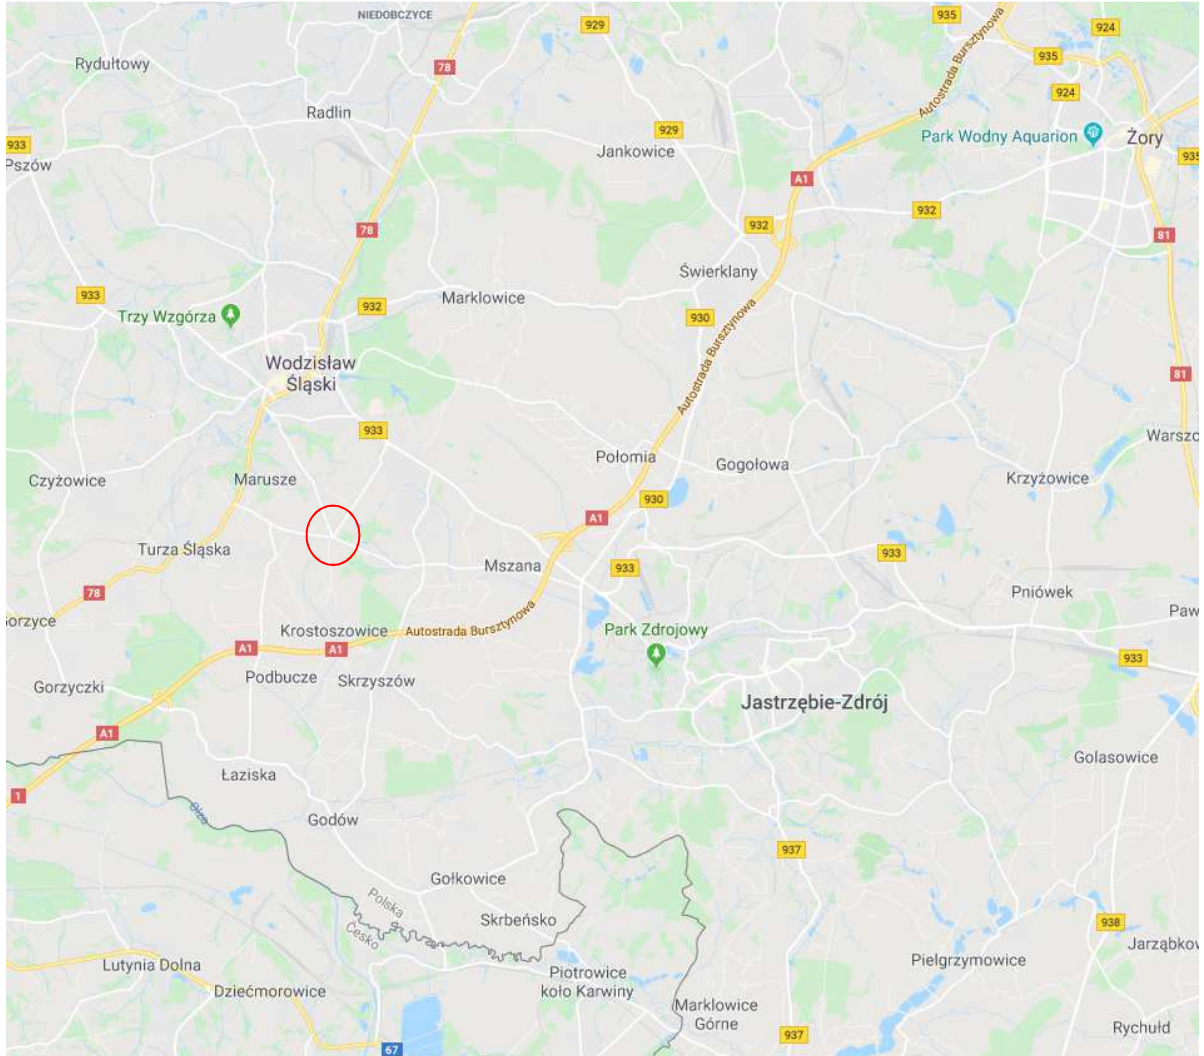 NIEDOBCZYCE
929
935
924
Rydułtowy
78
935
Autostrada Bursztynowa
924
Radlin
929
Park Wodny Aquarion
Żory
933
Pszów
Jankowice
935
A1
932
932
78
81
Świerklany
933
Marklowice
932
Trzy Wzgórza
930
Autostrada Bursztynowa
Wodzisław
Śląski
81
933
Warszo
Połomia
Gogołowa
Czyżowice
Marusze
Krzyżowice
930
A1
Turza Śląska
933
Mszana
933
78
Pniówek
Paw
Gorzyce
Krostoszowice
Autostrada Bursztynowa
Park Zdrojowy
A1
A1
933
Podbucze
Skrzyszów
Gorzyczki
Jastrzębie-Zdrój
A1
Golasowice
Łaziska
1
Olza
Godów
937
Gołkowice
Polska
Česko
Skrbeńsko
938
Jarząbkow
Lutynia Dolna
Pielgrzymowice
Piotrowice
koło Karwiny
Dziećmorowice
Marklowice
Górne
937
Rychułd
67